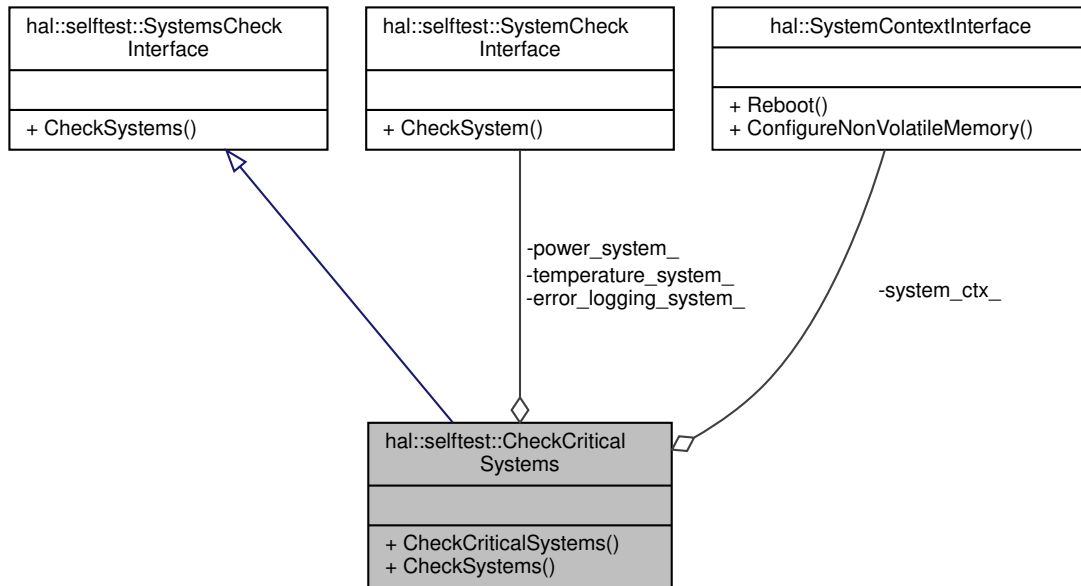 hal::selftest::SystemsCheck
Interface
+ CheckSystems()
hal::selftest::SystemCheck
Interface
+ CheckSystem()
hal::SystemContextInterface
+ Reboot()
+ ConfigureNonVolatileMemory()
-power_system_
-temperature_system_
-error_logging_system_
-system_ctx_
hal::selftest::CheckCritical
Systems
+ CheckCriticalSystems()
+ CheckSystems()